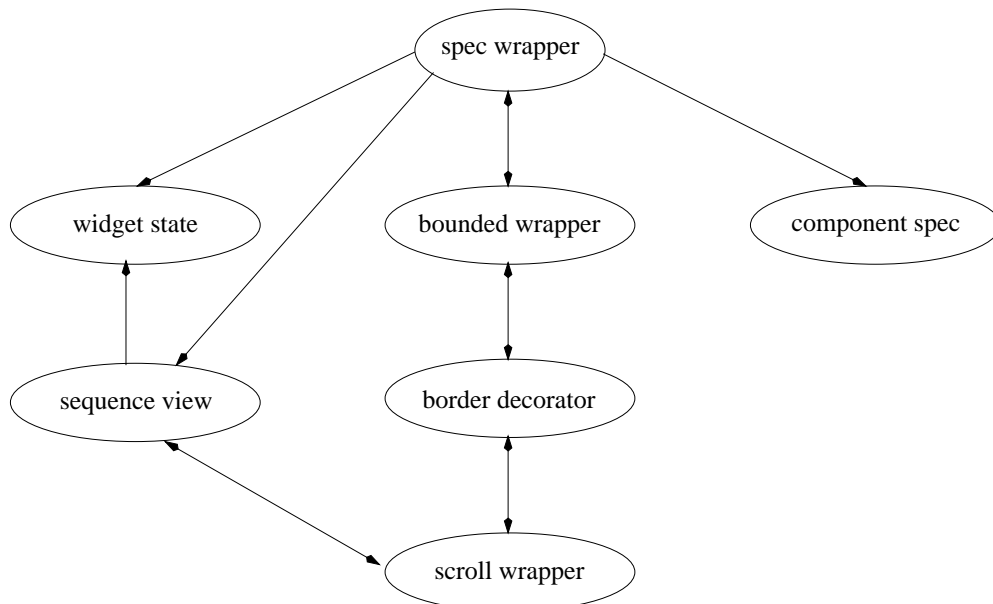 spec wrapper
widget state
bounded wrapper
component spec
sequence view
border decorator
scroll wrapper